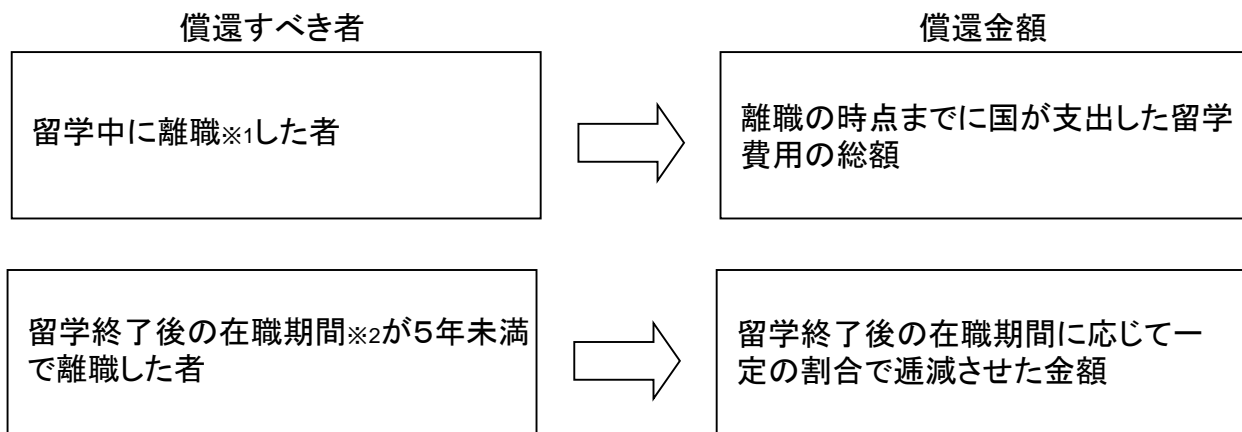 償還すべき者
償還金額
留学中に離職※1した者
離職の時点までに国が支出した留学
費用の総額
留学終了後の在職期間※2が５年未満
で離職した者
留学終了後の在職期間に応じて一
定の割合で逓減させた金額